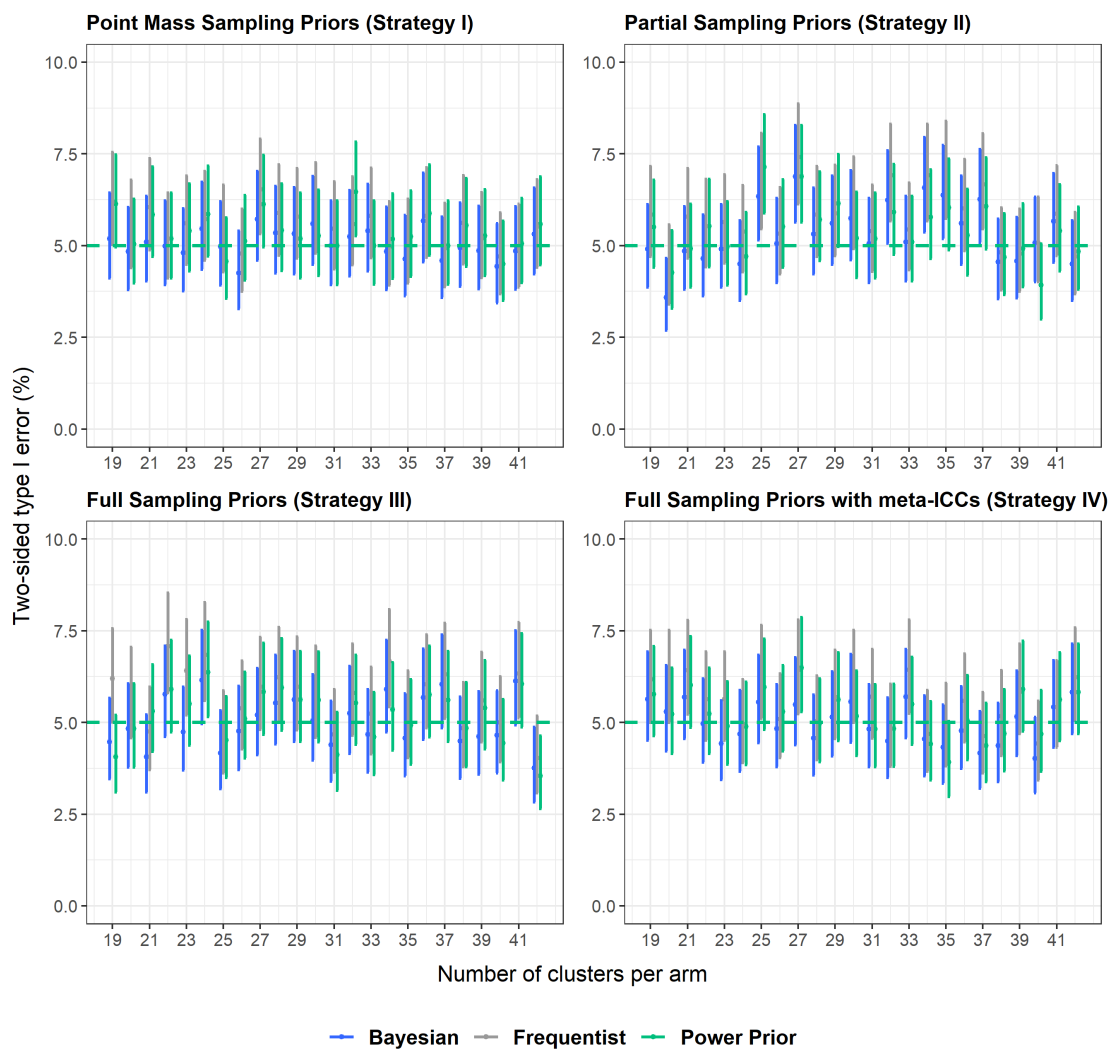 Point Mass Sampling Priors (Strategy I)
Partial Sampling Priors (Strategy II)
10.0
7.5
5.0
2.5
0.0
19 21 23 25 27 29 31 33 35 37 39 41
10.0
7.5
5.0
2.5
0.0
19 21 23 25 27 29 31 33 35 37 39 41
Two-sided type I error (%)
Full Sampling Priors (Strategy III)
Full Sampling Priors with meta-ICCs (Strategy IV)
10.0
7.5
5.0
2.5
0.0
19 21 23 25 27 29 31 33 35 37 39 41
10.0
7.5
5.0
2.5
0.0
19 21 23 25 27 29 31 33 35 37 39 41
Number of clusters per arm
Bayesian Frequentist Power Prior